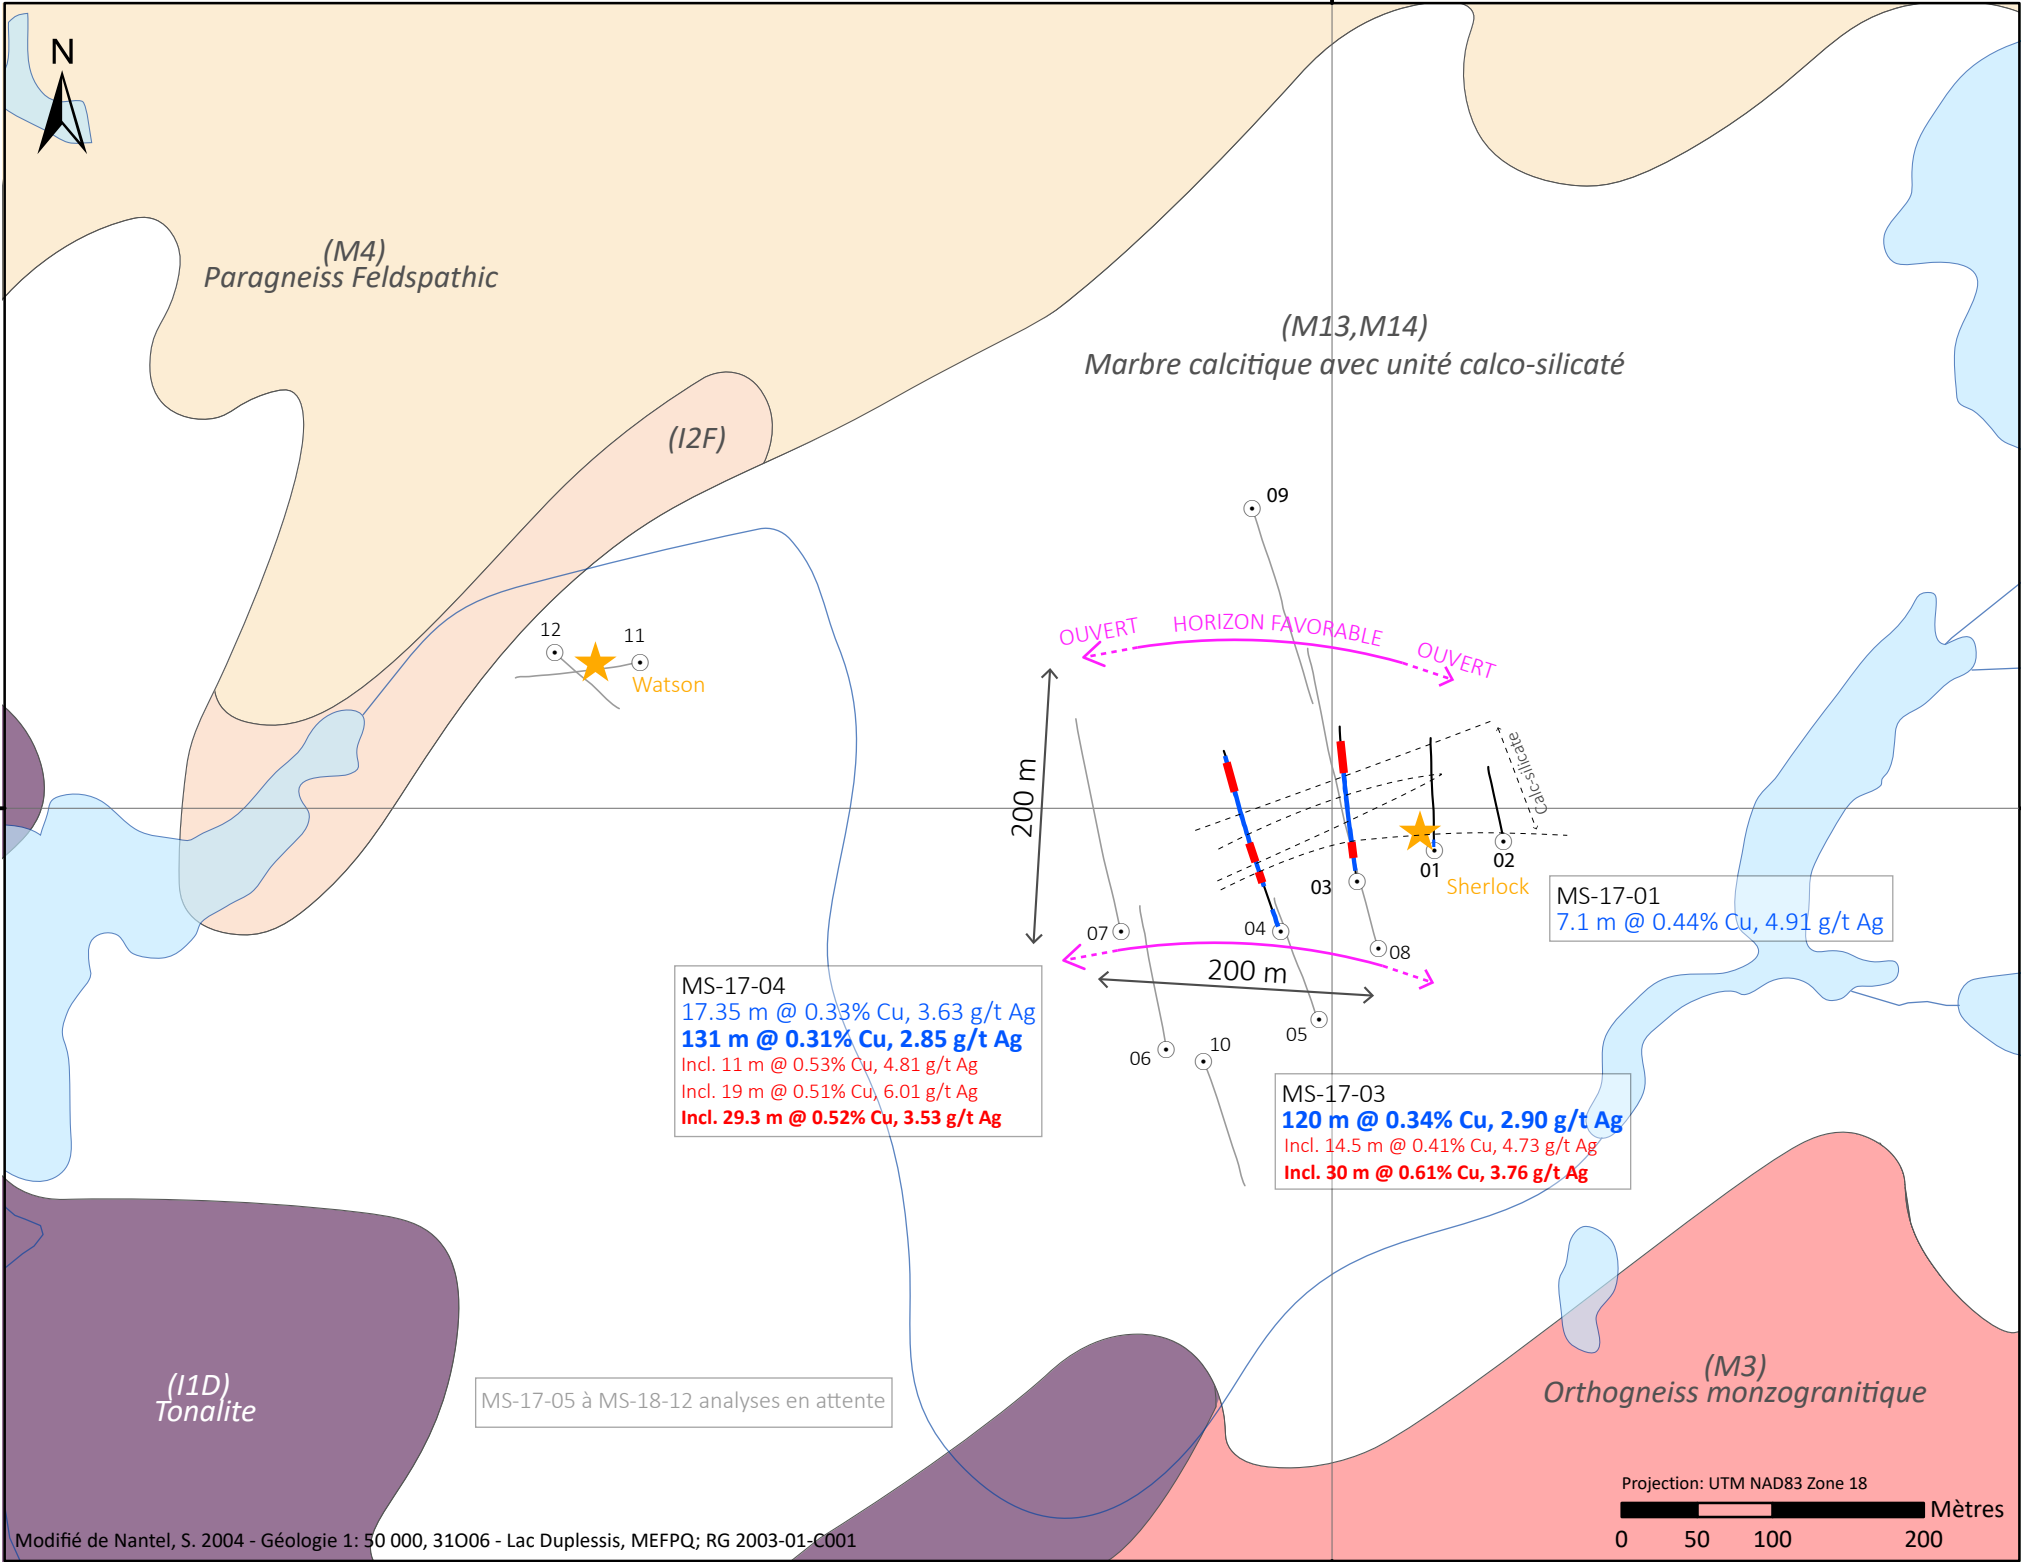 N
(M4)
Paragneiss Feldspathic
(M13,M14)
Marbre calcitique avec unité calco-silicaté
(I2F)
09
OUVERT HORIZON FAVORABLE OUVERT
12
11
Watson
200 m
Calc-silicate
01
02
03
Sherlock
MS-17-01
7.1 m @ 0.44% Cu, 4.91 g/t Ag
07
04
08
200 m
MS-17-04
17.35 m @ 0.33% Cu, 3.63 g/t Ag
131 m @ 0.31% Cu, 2.85 g/t Ag
Incl. 11 m @ 0.53% Cu, 4.81 g/t Ag
Incl. 19 m @ 0.51% Cu, 6.01 g/t Ag
Incl. 29.3 m @ 0.52% Cu, 3.53 g/t Ag
05
06
10
MS-17-03
120 m @ 0.34% Cu, 2.90 g/t Ag
Incl. 14.5 m @ 0.41% Cu, 4.73 g/t Ag
Incl. 30 m @ 0.61% Cu, 3.76 g/t Ag
(I1D)
Tonalite
MS-17-05 à MS-18-12 analyses en attente
(M3)
Orthogneiss monzogranitique
Projection: UTM NAD83 Zone 18
Mètres
0 50 100 200
Modifié de Nantel, S. 2004 - Géologie 1: 50 000, 31006 - Lac Duplessis, MEFPQ; RG 2003-01-C001